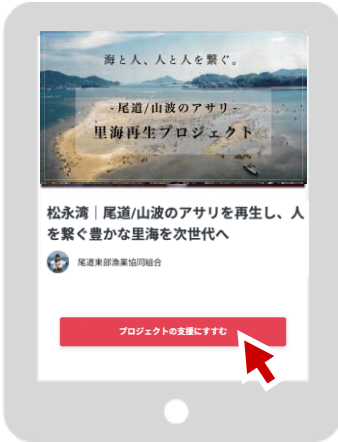 海と人、人と人を繋ぐ。
-尾道/山波のアサリ-
里海再生プロジェクト
松永湾｜尾道/山波のアサリを再生し、人
を繋ぐ豊かな里海を次世代へ
尾道東部漁業協同組合
プロジェクトの支援にすすむ